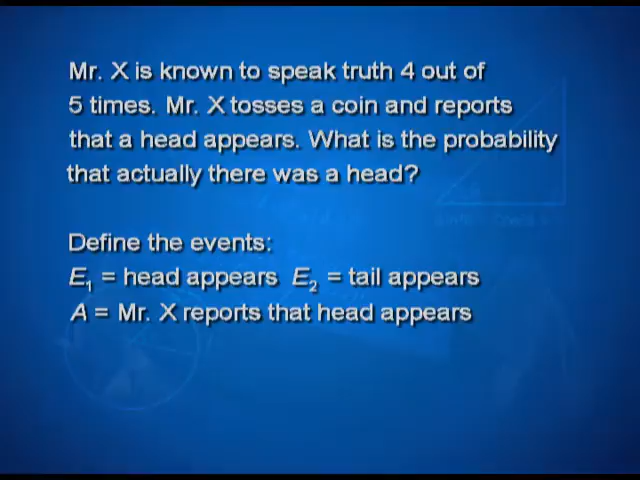 Mr. X is known to speak truth 4 out of
5 times. Mr. X tosses a coin and reports
that a head appears. What is the probability
that actually there was a head?
Define the events:
E₁ = head appears E₂ = tail appears
A = Mr. X reports that head appears